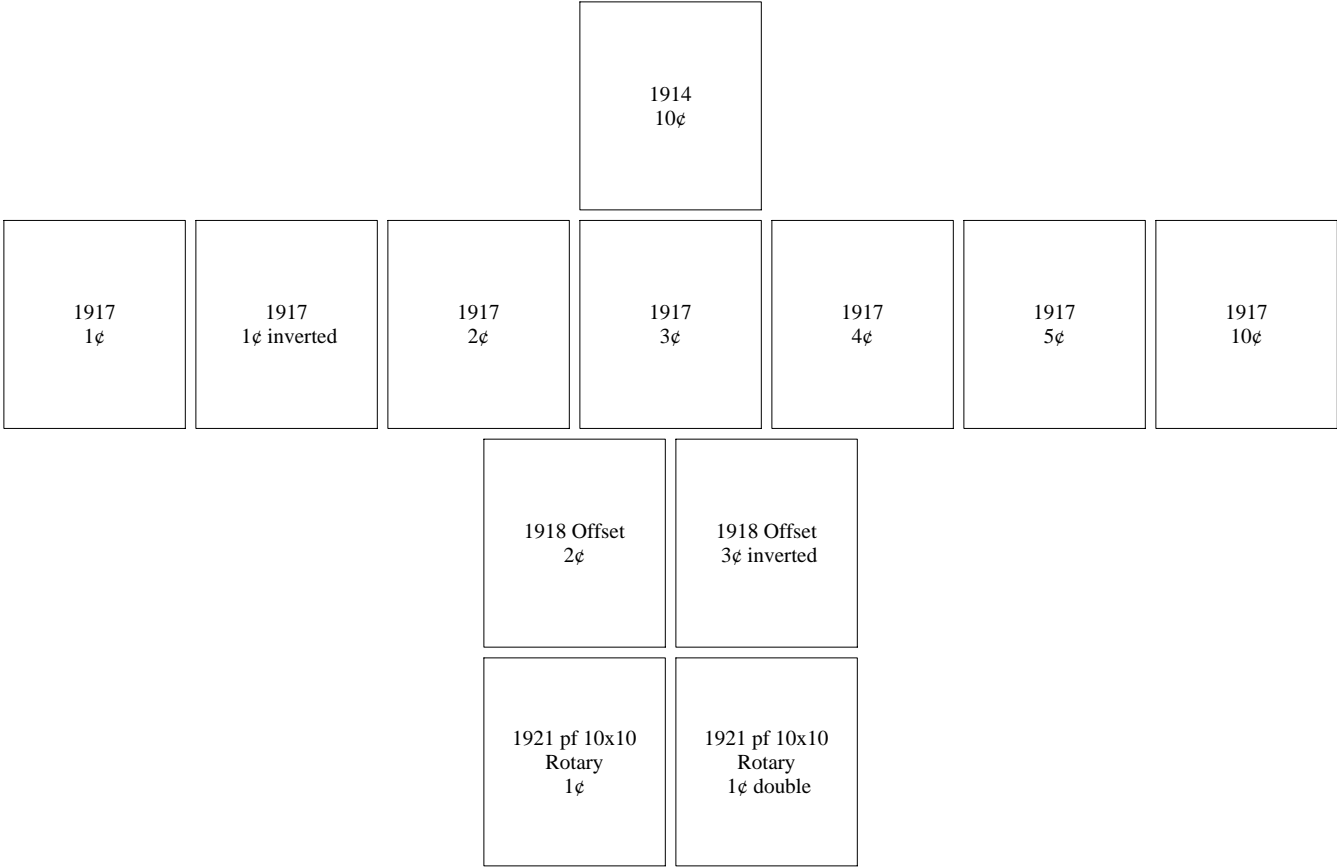 1914
10¢
1917
1¢
1917
1¢ inverted
1917
2¢
1917
3¢
1917
4¢
1917
5¢
1917
10¢
1918 Offset
2¢
1918 Offset
3¢ inverted
1921 pf 10x10
Rotary
1¢
1921 pf 10x10
Rotary
1¢ double